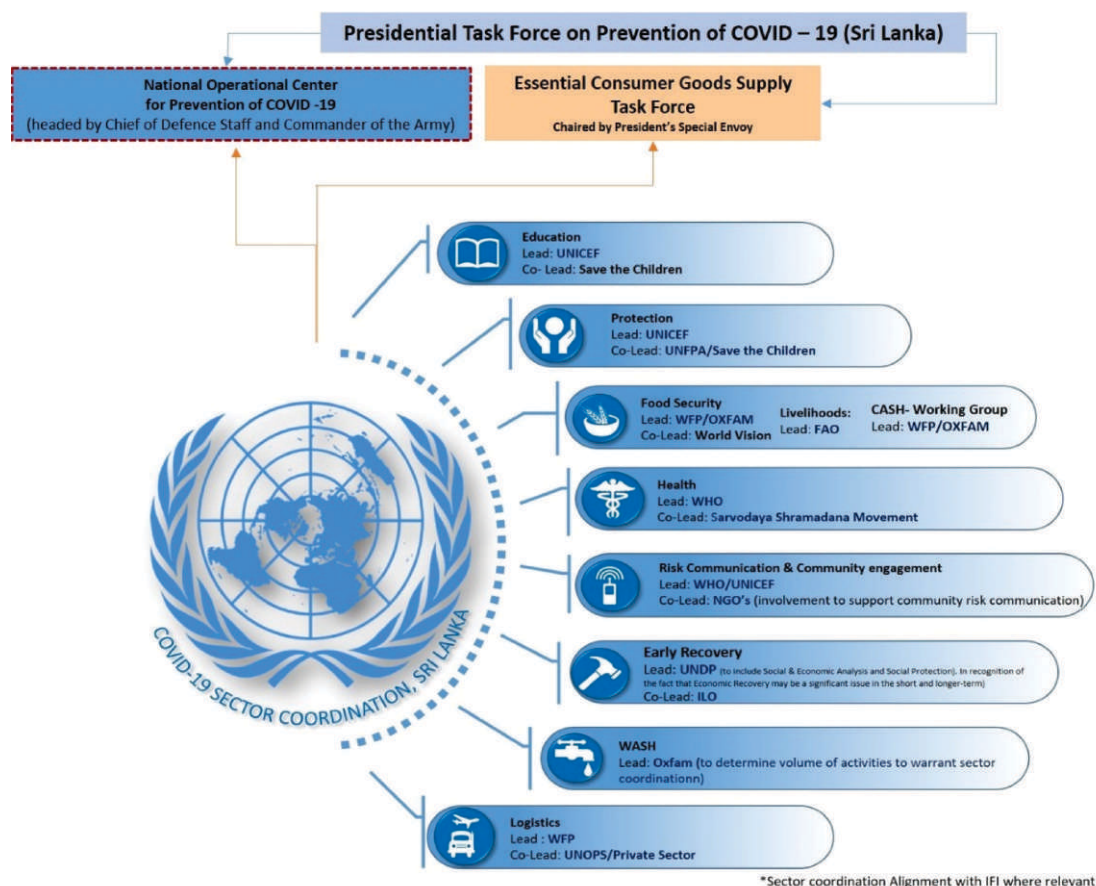 Presidential Task Force on Prevention of COVID – 19 (Sri Lanka)
National Operational Center
for Prevention of COVID -19
(headed by Chief of Defence Staff and Commander of the Army)
Essential Consumer Goods Supply
Task Force
Chaired by President's Special Envoy
Education
Lead: UNICEF
Co- Lead: Save the Children
Protection
Lead: UNICEF
Co-Lead: UNFPA/Save the Children
Food Security
Lead: WFP/OXFAM
Co-Lead: World Vision
Livelihoods:
Lead: FAO
CASH- Working Group
Lead: WFP/OXFAM
Health
Lead: WHO
Co-Lead: Sarvodaya Shramadana Movement
Risk Communication & Community engagement
Lead: WHO/UNICEF
Co-Lead: NGO's (involvement to support community risk communication)
Early Recovery
Lead: UNDP (to include Social & Economic Analysis and Social Protection). In recognition of
the fact that Economic Recovery may be a significant issue in the short and longer-term)
Co-Lead: ILO
WASH
Lead: Oxfam (to determine volume of activities to warrant sector
coordinationn)
Logistics
Lead : WFP
Co-Lead: UNOPS/Private Sector
COVID-19 SECTOR COORDINATION, SRI LANKA
*Sector coordination Alignment with IFI where relevant